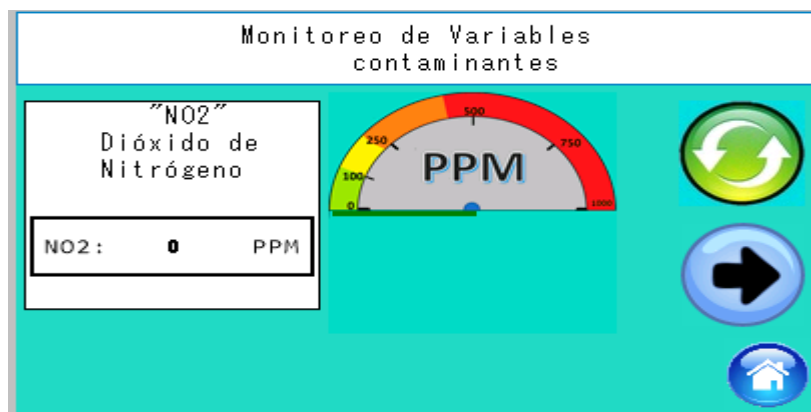 Monitoreo de Variables
contaminantes
"NO2"
Dióxido de
Nitrógeno
NO2: 0 PPM
500
250
750
PPM
100
0
1000